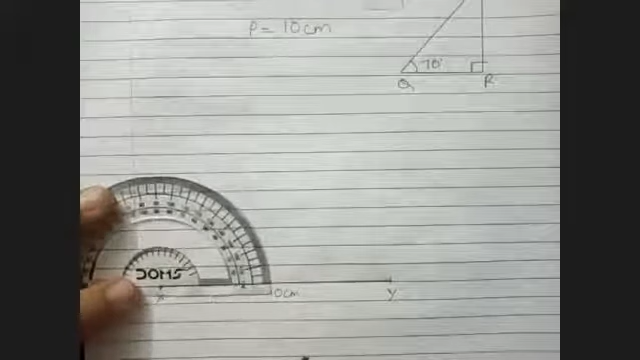 P = 10cm
70°
Q R
DOMS
X 10cm Y